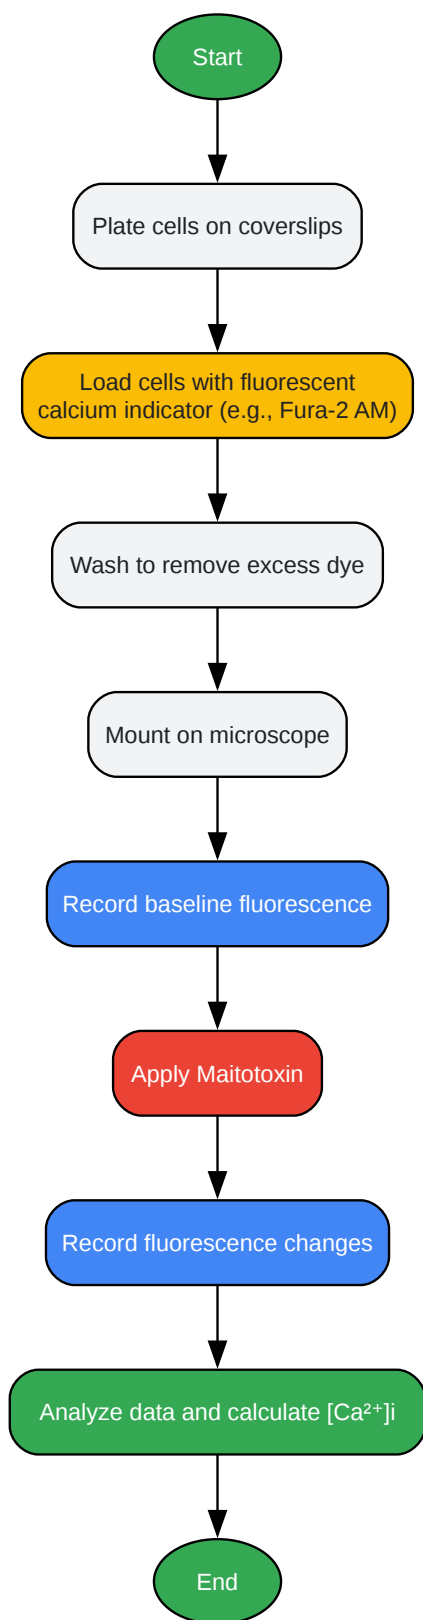 Start
Plate cells on coverslips
Load cells with fluorescent
calcium indicator (e.g., Fura-2 AM)
Wash to remove excess dye
Mount on microscope
Record baseline fluorescence
Apply Maitotoxin
Record fluorescence changes
Analyze data and calculate [Ca²⁺]i
End